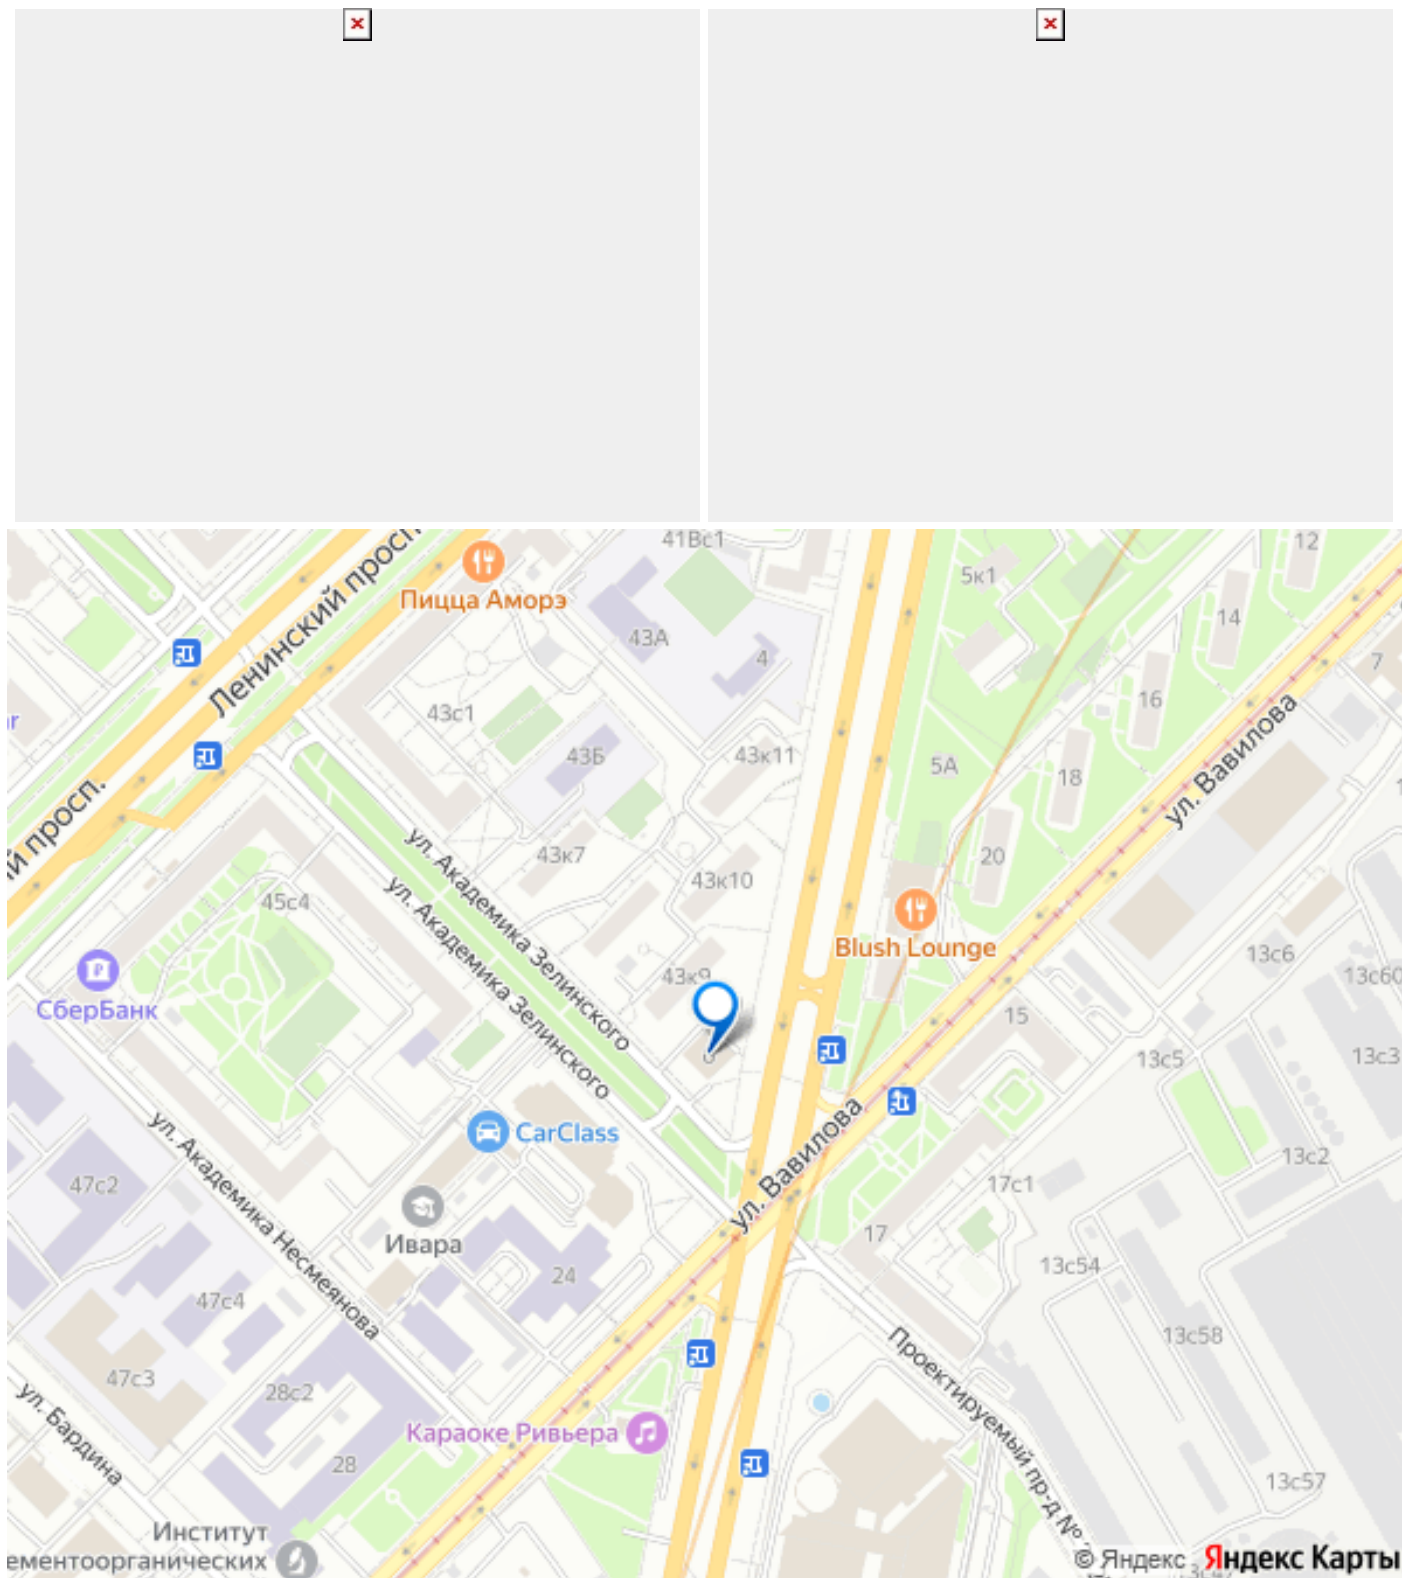 41Вс1
12
5к1
Ленинский просп
Пицца Аморэ
43А
14
4
7
43с1
16
43Б
43к11
5А
18
ул. Вавилова
й просп.
43к7
20
ул. Академика Зелинского
43к10
45с4
ул. Академика Зелинского
Blush Lounge
13с6
43к9
13с60
СберБанк
15
13с5
13с3
ул. Вавилова
CarClass
ул. Академика Несмеянова
13с2
47с2
17с1
17
Ивара
13с54
24
47с4
Проектируемый пр-д №
13с58
47с3
28с2
ул. Бардина
Караоке Ривьера
28
13с57
Институт
ементоорганических
© Яндекс Яндекс Карты